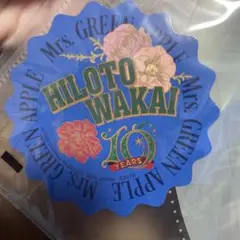 Mrs. GREEN APPLE
HILOTO
WAKAI
10
YEARS
Mrs. GREEN APPLE